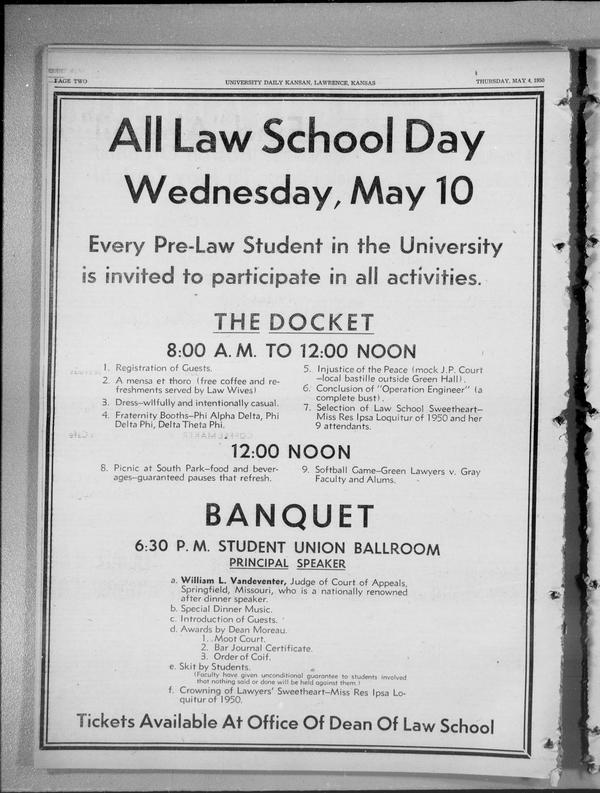 PAGE TWO
UNIVERSITY DAILY KANSAN, LAWRENCE, KANSAS
THURSDAY, MAY 4, 1950
All Law School Day
Wednesday, May 10
Every Pre-Law Student in the University
is invited to participate in all activities.
THE DOCKET
8:00 A. M. TO 12:00 NOON
1. Registration of Guests.
2. A mensa et thoro (free coffee and re-
freshments served by Law Wives)
3. Dress—wilfully and intentionally casual.
4. Fraternity Booths—Phi Alpha Delta, Phi
Delta Phi, Delta Theta Phi.
5. Injustice of the Peace (mock J.P. Court
—local bastille outside Green Hall).
6. Conclusion of "Operation Engineer" (a
complete bust).
7. Selection of Law School Sweetheart—
Miss Res Ipsa Loquitur of 1950 and her
9 attendants.
12:00 NOON
8. Picnic at South Park—food and bever-
ages—guaranteed pauses that refresh.
9. Softball Game—Green Lawyers v. Gray
Faculty and Alums.
BANQUET
6:30 P. M. STUDENT UNION BALLROOM
PRINCIPAL SPEAKER
a. William L. Vandeventer, Judge of Court of Appeals,
Springfield, Missouri, who is a nationally renowned
after dinner speaker.
b. Special Dinner Music.
c. Introduction of Guests.
d. Awards by Dean Moreau.
1. Moot Court.
2. Bar Journal Certificate.
3. Order of Coif.
e. Skit by Students.
(Faculty have given unconditional guarantee to students involved
that nothing said or done will be held against them.)
f. Crowning of Lawyers' Sweetheart—Miss Res Ipsa Lo-
quitur of 1950.
Tickets Available At Office Of Dean Of Law School